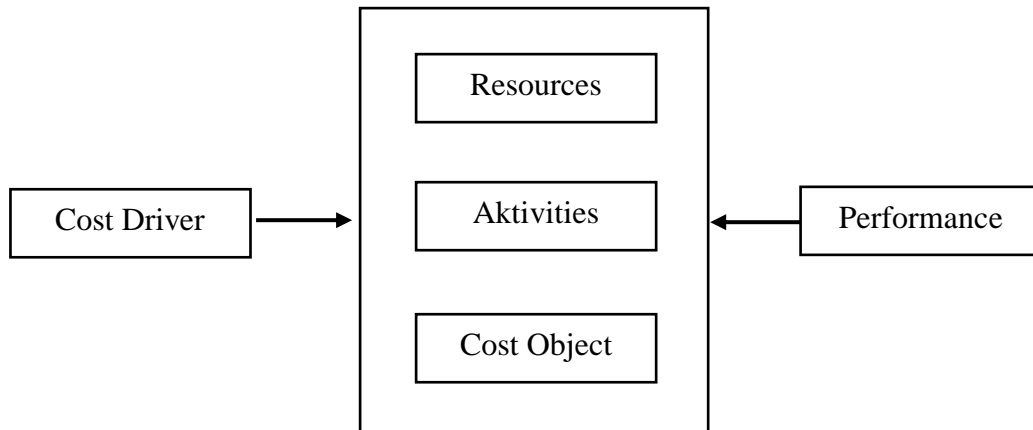 Resources
Cost Driver
Aktivities
Performance
Cost Object